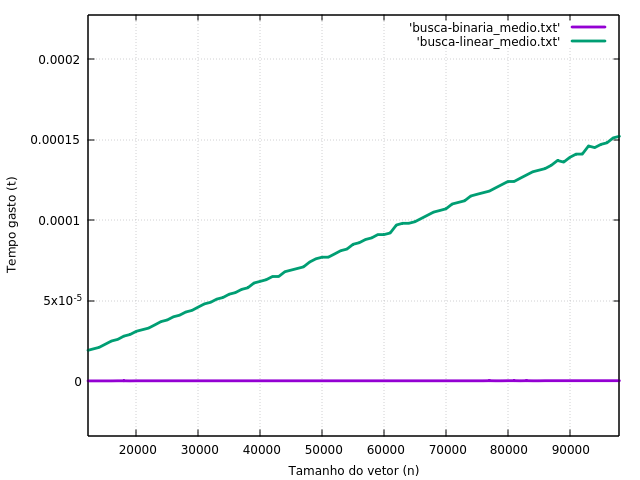 'busca-binaria_medio.txt'
'busca-linear_medio.txt'
0.0002
0.00015
0.0001
5x10⁻⁵
0
Tempo gasto (t)
20000 30000 40000 50000 60000 70000 80000 90000
Tamanho do vetor (n)